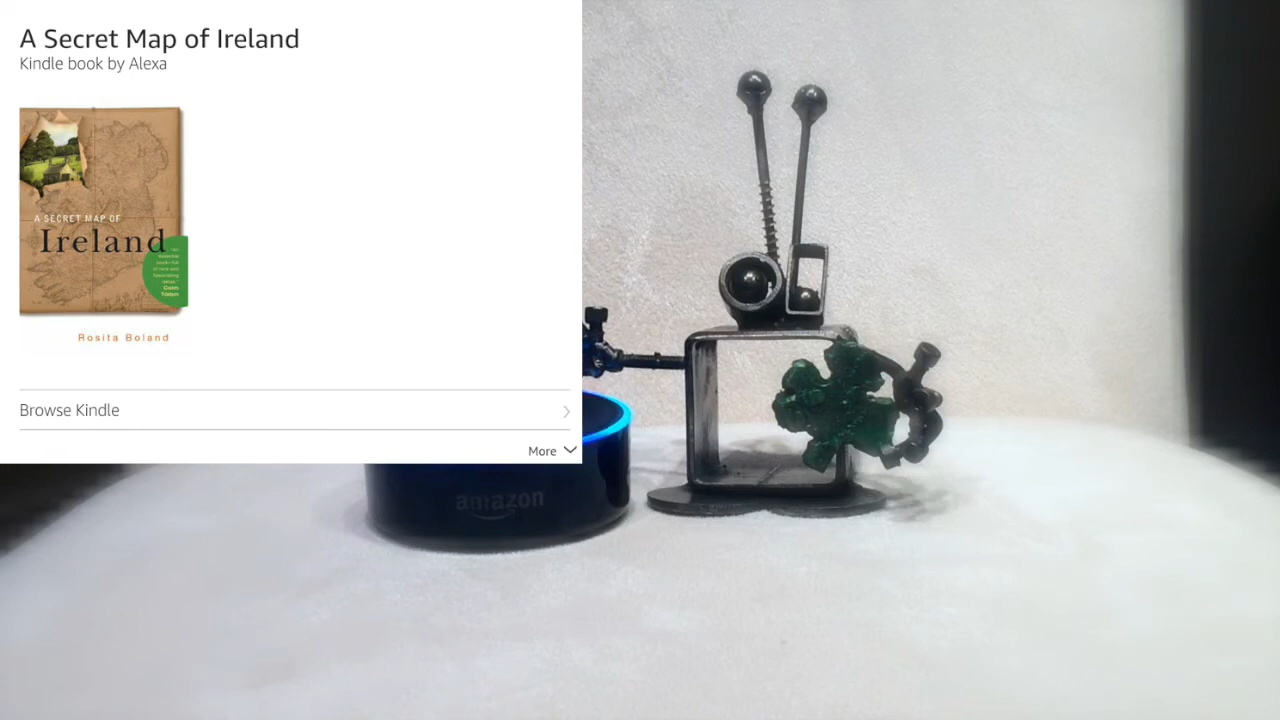 A Secret Map of Ireland
Kindle book by Alexa
A SECRET MAP OF
Ireland
Rosita Boland
Browse Kindle
More
amazon